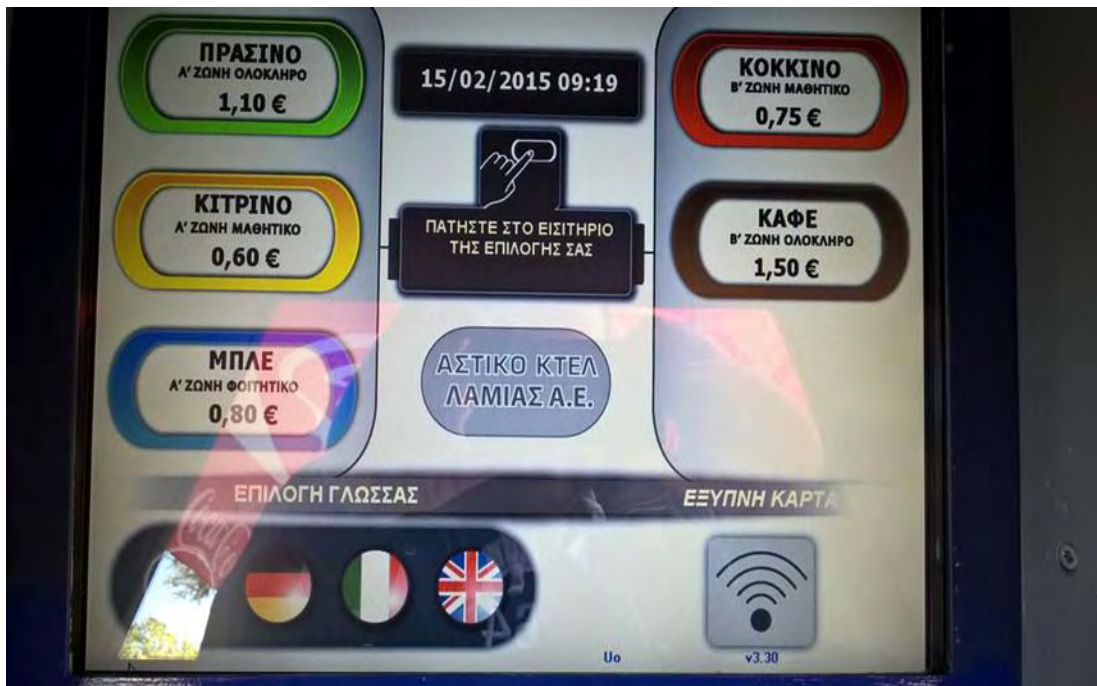 ΠΡΑΣΙΝΟ
Α' ΖΩΝΗ ΟΛΟΚΛΗΡΟ
1,10 €
ΚΙΤΡΙΝΟ
Α' ΖΩΝΗ ΜΑΘΗΤΙΚΟ
0,60 €
ΜΠΛΕ
Α' ΖΩΝΗ ΦΟΙΤΗΤΙΚΟ
0,80 €
15/02/2015 09:19
ΠΑΤΗΣΤΕ ΣΤΟ ΕΙΣΙΤΗΡΙΟ
ΤΗΣ ΕΠΙΛΟΓΗΣ ΣΑΣ
ΑΣΤΙΚΟ ΚΤΕΛ
ΛΑΜΙΑΣ Α.Ε.
ΚΟΚΚΙΝΟ
Β' ΖΩΝΗ ΜΑΘΗΤΙΚΟ
0,75 €
ΚΑΦΕ
Β' ΖΩΝΗ ΟΛΟΚΛΗΡΟ
1,50 €
ΕΠΙΛΟΓΗ ΓΛΩΣΣΑΣ
ΕΞΥΠΝΗ ΚΑΡΤΑ
Uo
v3.30